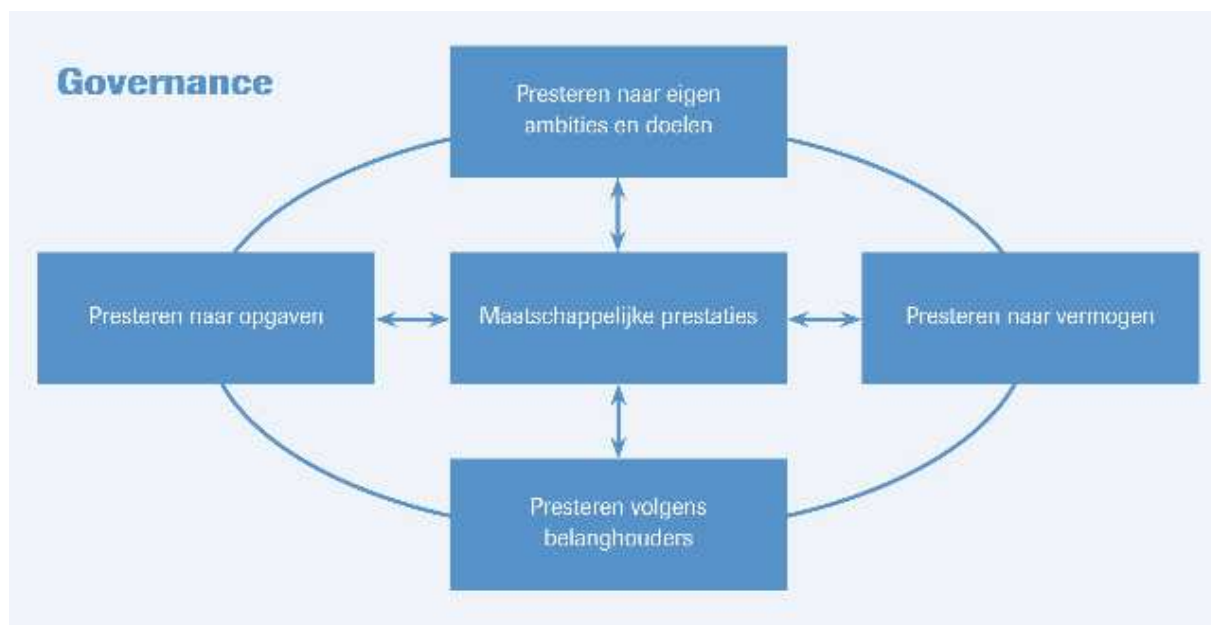 Governance
Presteren naar eigen
ambities en doelen
Presteren naar opgaven
Maatschappelijke prestaties
Presteren naar vermogen
Presteren volgens
belanghouders